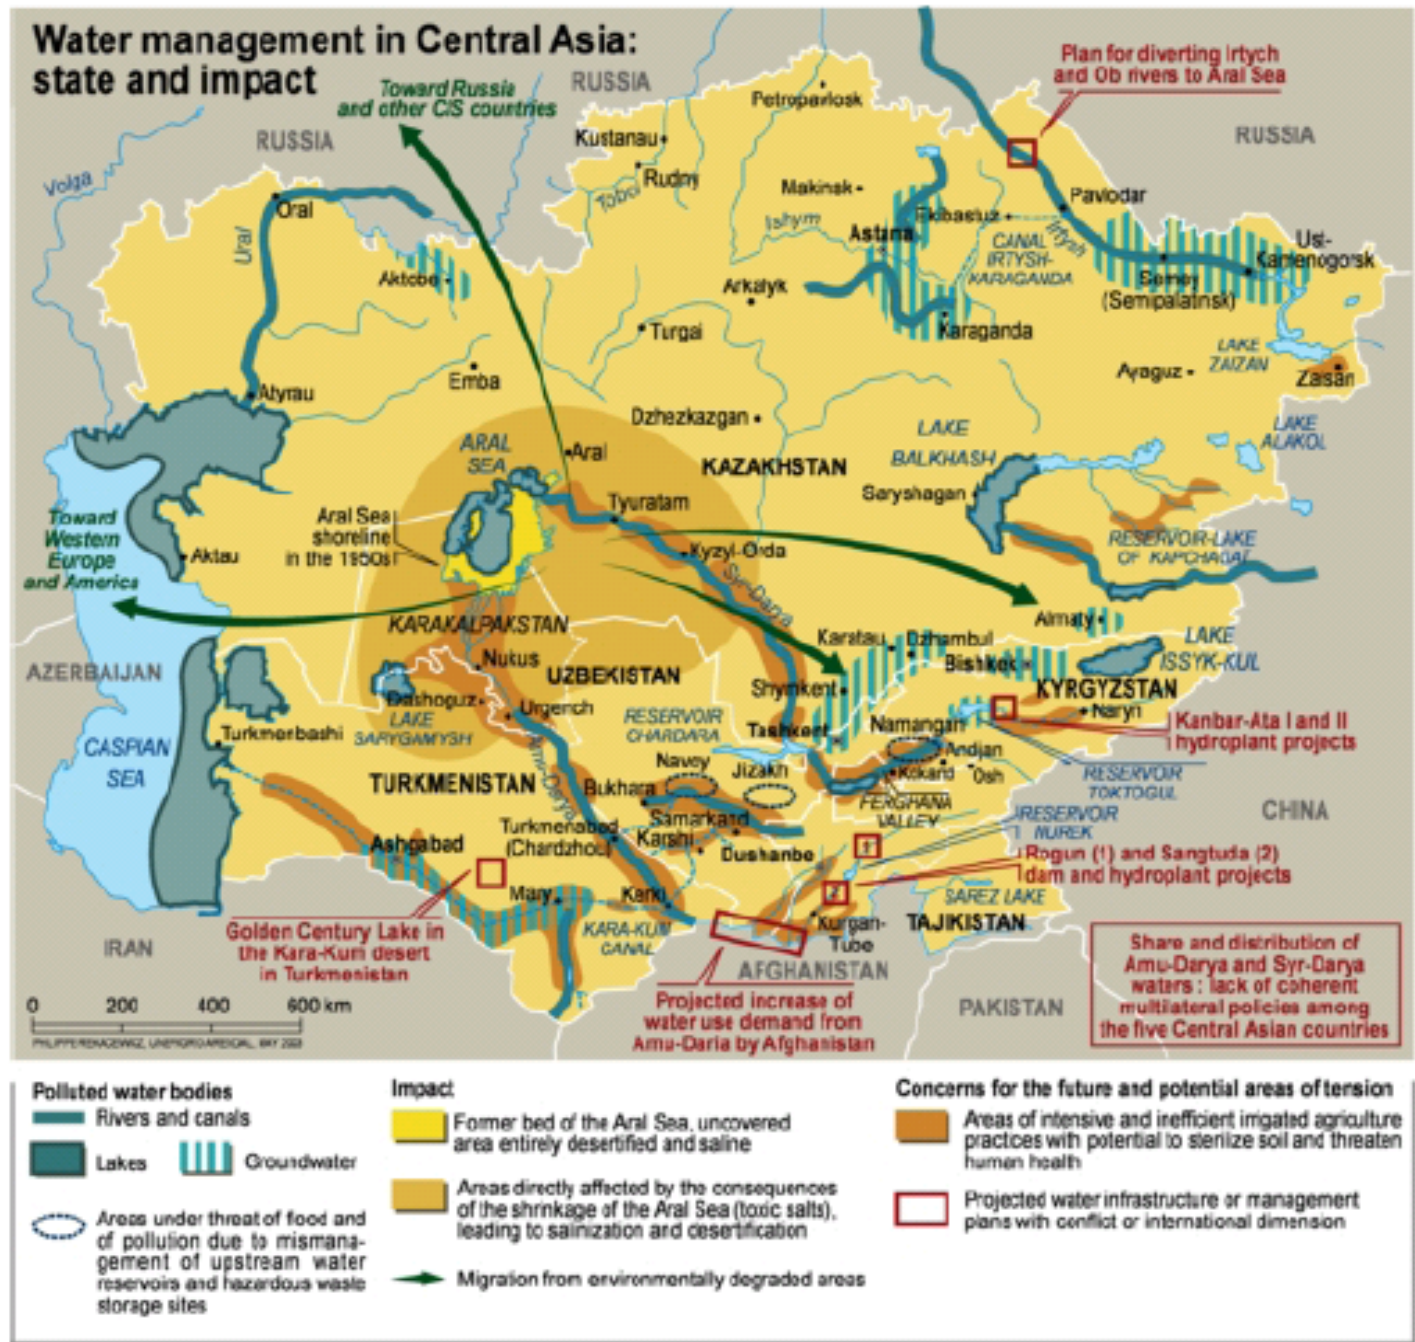 Water management in Central Asia:
state and impact
Toward Russia
and other CIS countries
RUSSIA
RUSSIA
RUSSIA
Plan for diverting Irtych
and Ob rivers to Aral Sea
Petropavlosk
Kustanau
Rudny
Tobol
Volga
Oral
Ural
Makinsk
Ishym
Ekibastuz
Pavlodar
Astana
CANAL
IRTYSH-
KARAGANDA
Irtysh
Ust-
Kamenogorsk
Semey
(Semipalatinsk)
Aktobe
Arkalyk
Turgai
Karaganda
LAKE
ZAIZAN
Ayaguz
Zaisan
Emba
Atyrau
Dzhezkazgan
LAKE
BALKHASH
LAKE
ALAKOL
ARAL
SEA
Aral
KAZAKHSTAN
Saryshagan
Tyuratam
Aral Sea
shoreline
in the 1950s
Toward
Western
Europe
and America
Aktau
Kyzyl-Orda
Syr-Darya
RESERVOIR-LAKE
OF KAPCHAGAI
Almaty
KARAKALPAKSTAN
Karatau
Dzhambul
Bishkek
LAKE
ISSYK-KUL
AZERBAIJAN
Nukus
UZBEKISTAN
Shymkent
KYRGYZSTAN
Dashoguz
Urgench
LAKE
SARYGAMYSH
RESERVOIR
CHARDARA
Tashkent
Namangan
Naryn
Kanbar-Ata I and II
hydroplant projects
Turkmenbashi
CASPIAN
SEA
Andjan
Kokand
Osh
RESERVOIR
TOKTOGUL
Navoy
Jizakh
TURKMENISTAN
Amu-Darya
Bukhara
FERGHANA
VALLEY
CHINA
Samarkand
Turkmenabad
(Chardzhou)
Karshi
RESERVOIR
NUREK
Ashgabad
Dushanbe
1
Rogun (1) and Sangtuda (2)
dam and hydroplant projects
Mary
Kerki
2
SAREZ LAKE
Golden Century Lake in
the Kara-Kum desert
in Turkmenistan
KARA-KUM
CANAL
Kurgan-
Tube
TAJIKISTAN
IRAN
AFGHANISTAN
PAKISTAN
Share and distribution of
Amu-Darya and Syr-Darya
waters : lack of coherent
multilateral policies among
the five Central Asian countries
Projected increase of
water use demand from
Amu-Daria by Afghanistan
0 200 400 600 km
PHILIPPE REKACEWICZ, UNEP/GRID ARENDAL, MAY 2003
Polluted water bodies
Rivers and canals
Lakes
Groundwater
Areas under threat of flood and
of pollution due to mismana-
gement of upstream water
reservoirs and hazardous waste
storage sites
Impact
Former bed of the Aral Sea, uncovered
area entirely desertified and saline
Areas directly affected by the consequences
of the shrinkage of the Aral Sea (toxic salts),
leading to salinization and desertification
Migration from environmentally degraded areas
Concerns for the future and potential areas of tension
Areas of intensive and inefficient irrigated agriculture
practices with potential to sterilize soil and threaten
human health
Projected water infrastructure or management
plans with conflict or international dimension